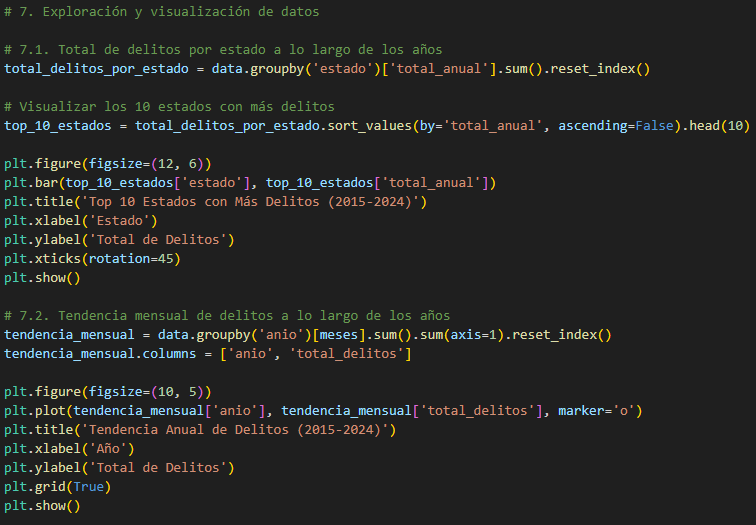 # 7. Exploración y visualización de datos
# 7.1. Total de delitos por estado a lo largo de los años
total_delitos_por_estado = data.groupby('estado')['total_anual'].sum().reset_index()
# Visualizar los 10 estados con más delitos
top_10_estados = total_delitos_por_estado.sort_values(by='total_anual', ascending=False).head(10)
plt.figure(figsize=(12, 6))
plt.bar(top_10_estados['estado'], top_10_estados['total_anual'])
plt.title('Top 10 Estados con Más Delitos (2015-2024)')
plt.xlabel('Estado')
plt.ylabel('Total de Delitos')
plt.xticks(rotation=45)
plt.show()
# 7.2. Tendencia mensual de delitos a lo largo de los años
tendencia_mensual = data.groupby('anio')[meses].sum().sum(axis=1).reset_index()
tendencia_mensual.columns = ['anio', 'total_delitos']
plt.figure(figsize=(10, 5))
plt.plot(tendencia_mensual['anio'], tendencia_mensual['total_delitos'], marker='o')
plt.title('Tendencia Anual de Delitos (2015-2024)')
plt.xlabel('Año')
plt.ylabel('Total de Delitos')
plt.grid(True)
plt.show()